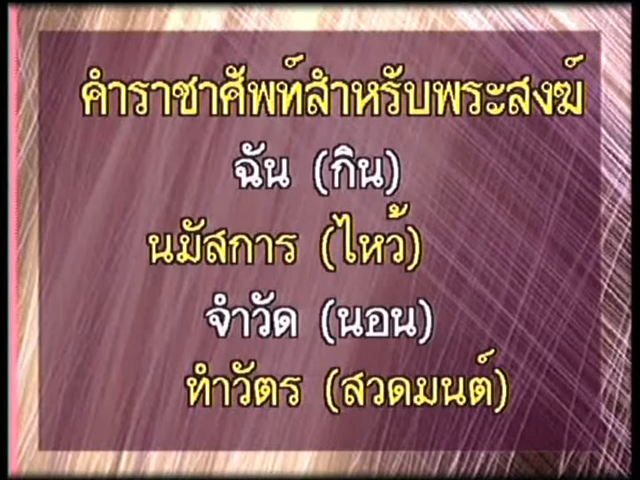 คำราชาศัพท์สำหรับพระสงฆ์
ฉัน (กิน)
นมัสการ (ไหว้)
จำวัด (นอน)
ทำวัตร (สวดมนต์)